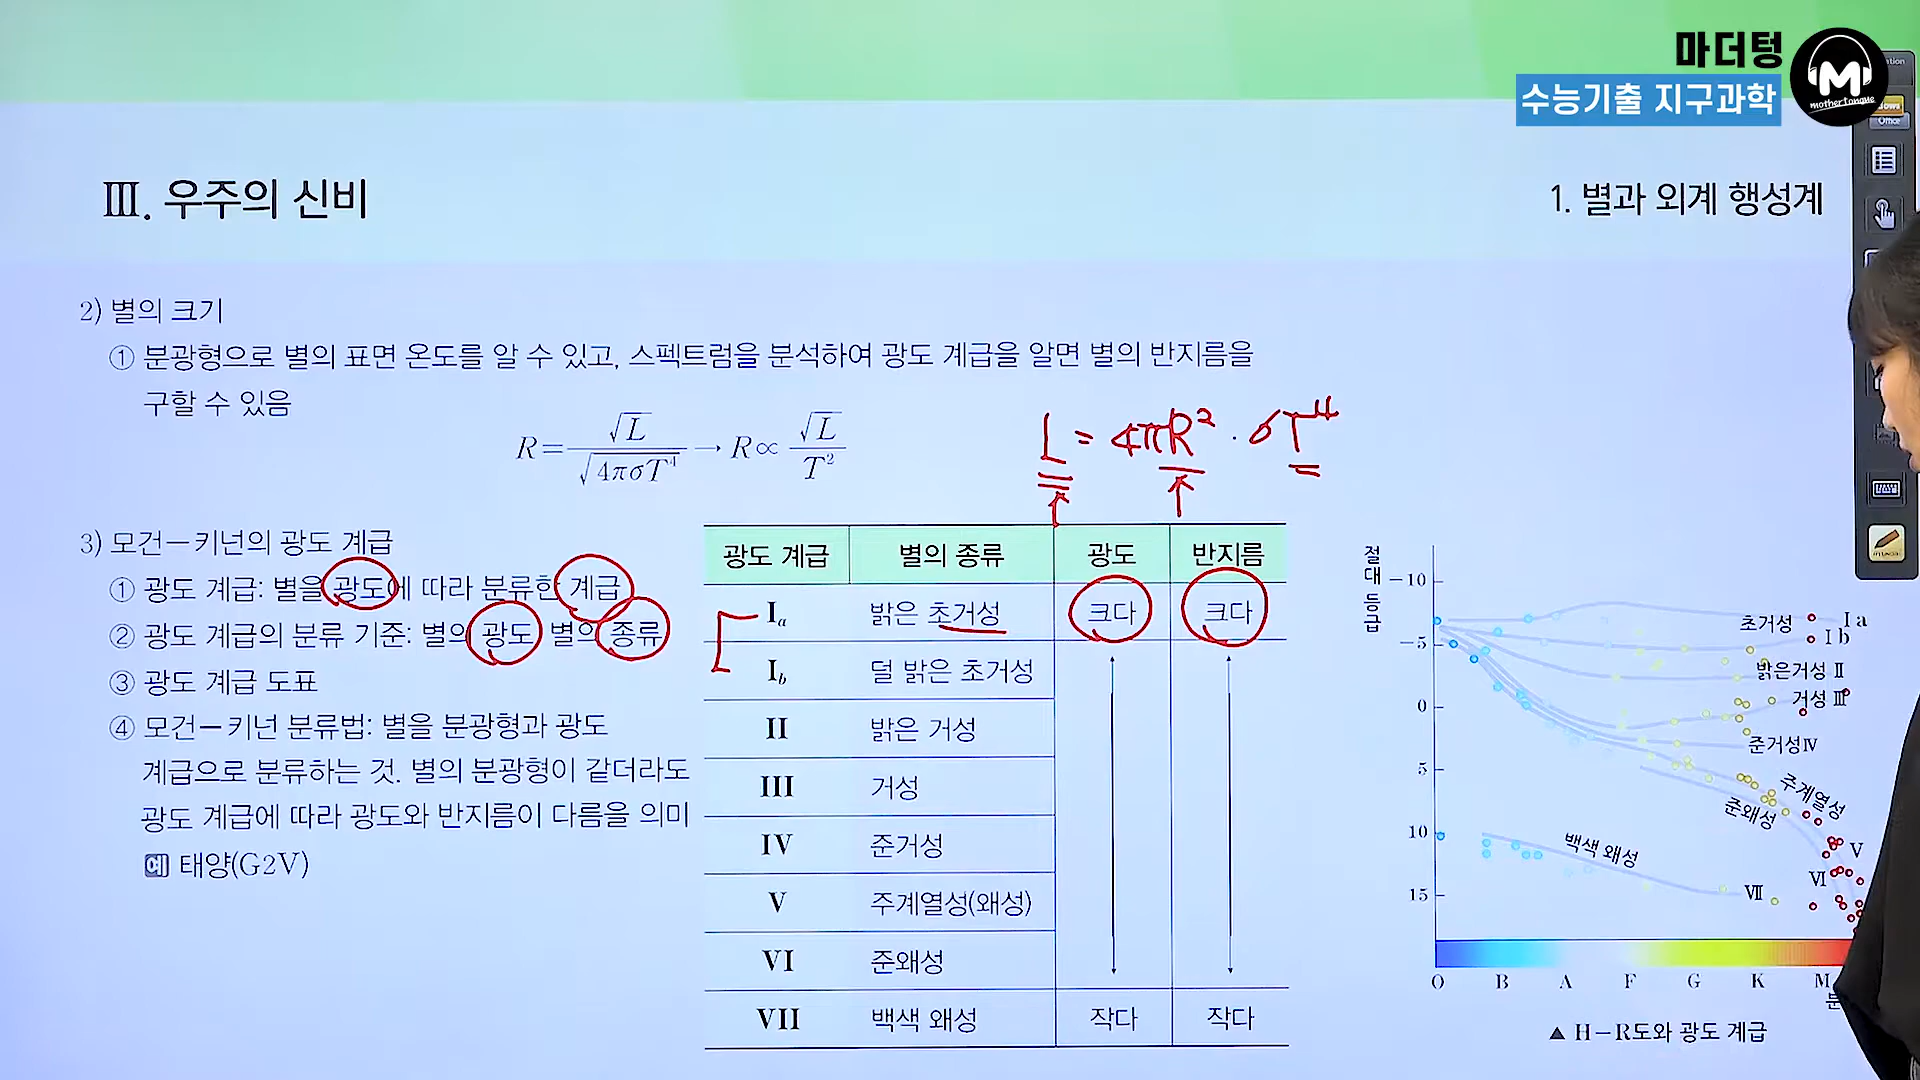 마더텅
수능기출 지구과학
M
mother tongue
Office
Ⅲ. 우주의 신비
1. 별과 외계 행성계
2) 별의 크기
① 분광형으로 별의 표면 온도를 알 수 있고, 스펙트럼을 분석하여 광도 계급을 알면 별의 반지름을
구할 수 있음
R=√L/√4πσT⁴→R∝√L/T²
L = 4πR² · σT⁴
3) 모건-키넌의 광도 계급
① 광도 계급: 별을 광도에 따라 분류한 계급
② 광도 계급의 분류 기준: 별의 광도 별의 종류
③ 광도 계급 도표
④ 모건-키넌 분류법: 별을 분광형과 광도
계급으로 분류하는 것. 별의 분광형이 같더라도
광도 계급에 따라 광도와 반지름이 다름을 의미
예 태양(G2V)
광도 계급 별의 종류 광도 반지름
Ia 밝은 초거성 크다 크다
Ib 덜 밝은 초거성
II 밝은 거성
III 거성
IV 준거성
V 주계열성(왜성)
VI 준왜성
VII 백색 왜성 작다 작다
절대 등급
-10
-5
0
5
10
15
초거성 Ⅰa
Ⅰb
밝은거성 Ⅱ
거성 Ⅲ
준거성Ⅳ
주계열성
준왜성
백색 왜성
Ⅴ
Ⅵ
Ⅶ
O B A F G K M
▲ H-R도와 광도 계급